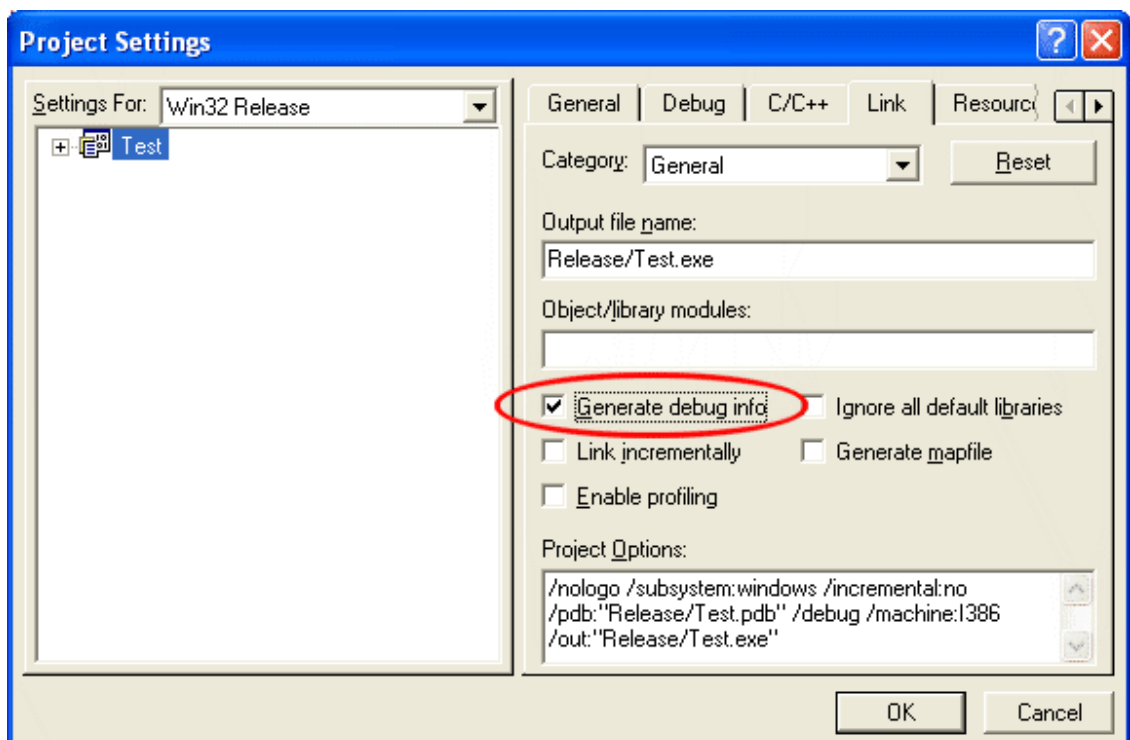 Project Settings
Settings For: Win32 Release
Test
General Debug C/C++ Link Resourc
Category: General Reset
Output file name:
Release/Test.exe
Object/library modules:
Generate debug info Ignore all default libraries
Link incrementally Generate mapfile
Enable profiling
Project Options:
/nologo /subsystem:windows /incremental:no
/pdb:"Release/Test.pdb" /debug /machine:I386
/out:"Release/Test.exe"
OK Cancel